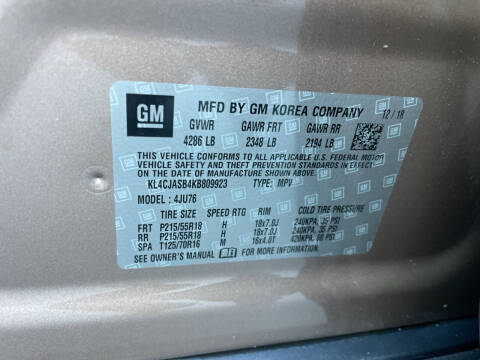 GM
MFD BY GM KOREA COMPANY 12/18
GVWR GAWR FRT GAWR RR
4286 LB 2348 LB 2194 LB
THIS VEHICLE CONFORMS TO ALL APPLICABLE U.S. FEDERAL MOTOR
VEHICLE SAFETY AND THEFT PREVENTION STANDARDS IN EFFECT
ON THE DATE OF MANUFACTURE SHOWN ABOVE.
KL4CJASB4KB809923 TYPE: MPV
MODEL: 4JU76
TIRE SIZE SPEED RTG RIM COLD TIRE PRESSURE
FRT P215/55R18 H 18x7.0J 240KPA, 35 PSI
RR P215/55R18 H 18x7.0J 240KPA, 35 PSI
SPA T125/70R16 M 16x4.0T 420KPA, 60 PSI
SEE OWNER'S MANUAL FOR MORE INFORMATION.